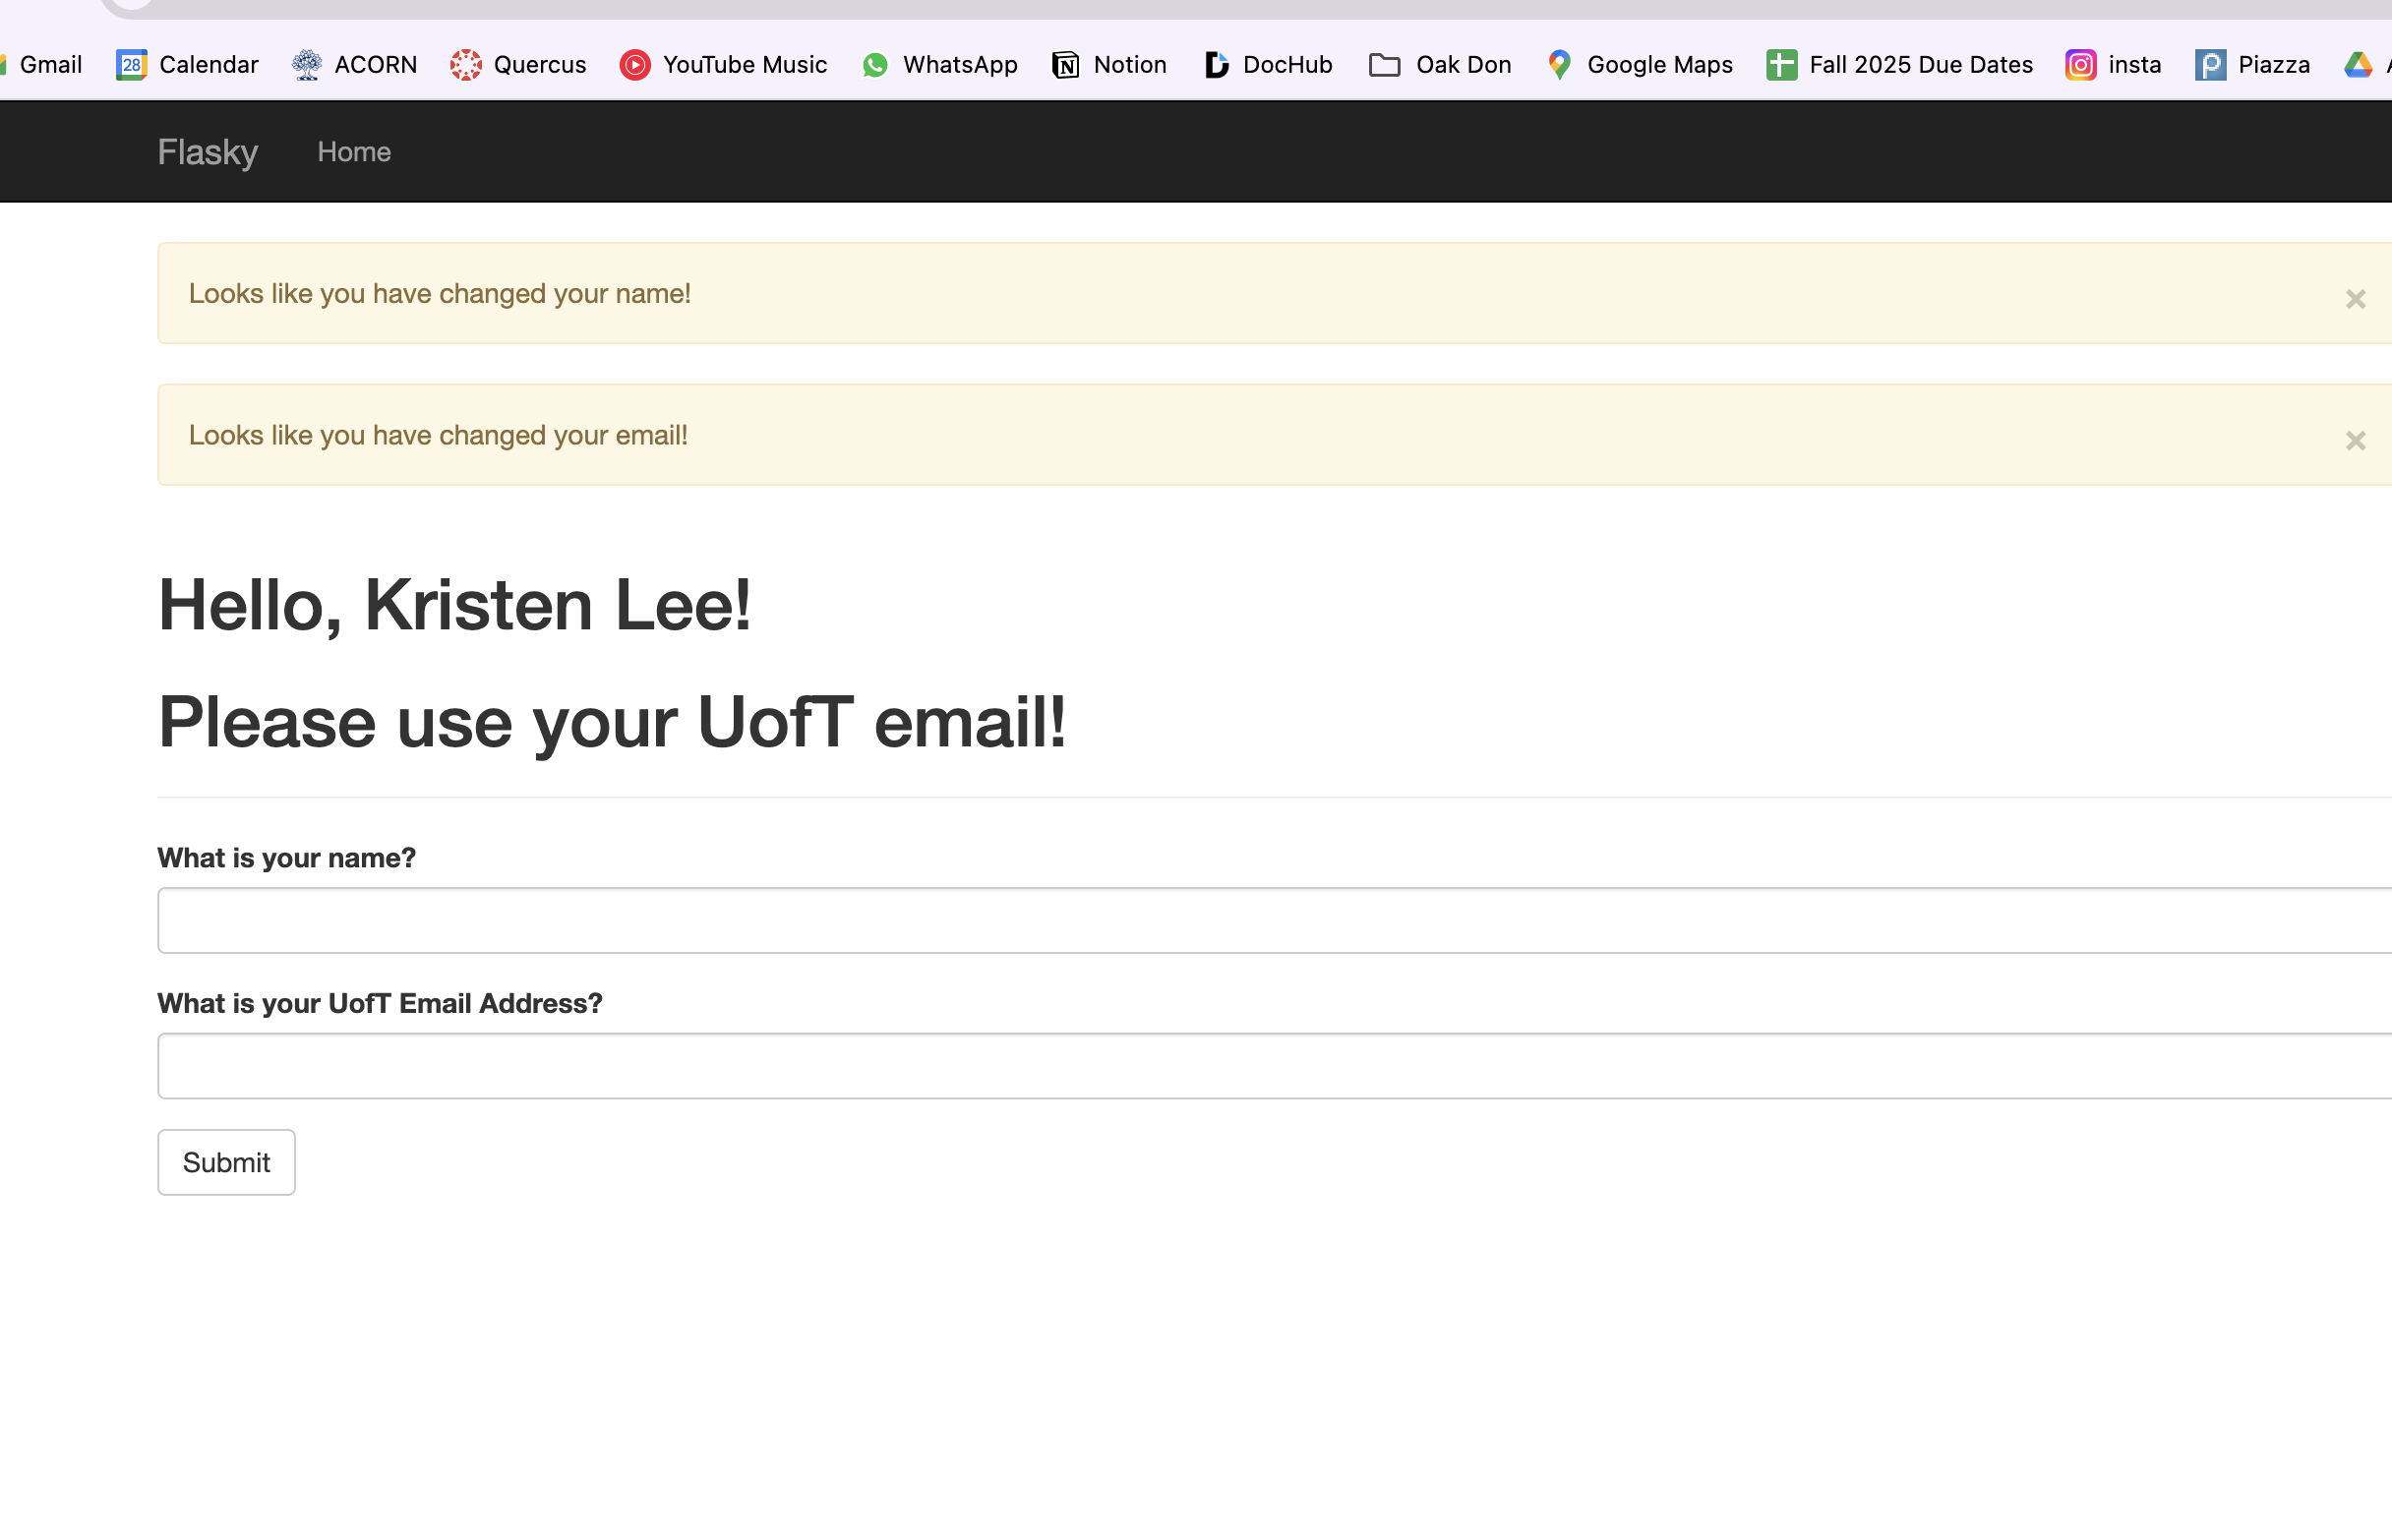 Gmail 28 Calendar ACORN Quercus YouTube Music WhatsApp Notion DocHub Oak Don Google Maps Fall 2025 Due Dates insta Piazza
Flasky Home
Looks like you have changed your name! ×
Looks like you have changed your email! ×
Hello, Kristen Lee!
Please use your UofT email!
What is your name?
What is your UofT Email Address?
Submit